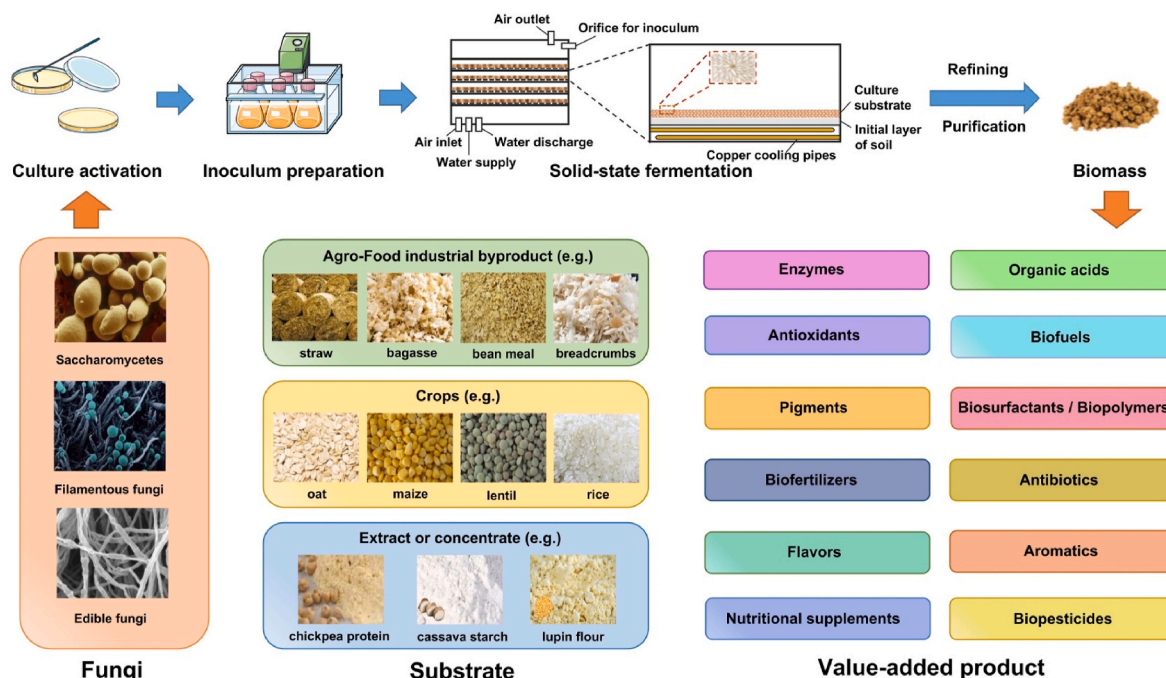 Air outlet
Orifice for inoculum
Refining
Purification
Culture
substrate
Initial layer
of soil
Air inlet
Water discharge
Water supply
Copper cooling pipes
Culture activation
Inoculum preparation
Solid-state fermentation
Biomass
Saccharomycetes
Filamentous fungi
Edible fungi
Fungi
Agro-Food industrial byproduct (e.g.)
straw
bagasse
bean meal
breadcrumbs
Crops (e.g.)
oat
maize
lentil
rice
Extract or concentrate (e.g.)
chickpea protein
cassava starch
lupin flour
Substrate
Enzymes
Organic acids
Antioxidants
Biofuels
Pigments
Biosurfactants / Biopolymers
Biofertilizers
Antibiotics
Flavors
Aromatics
Nutritional supplements
Biopesticides
Value-added product